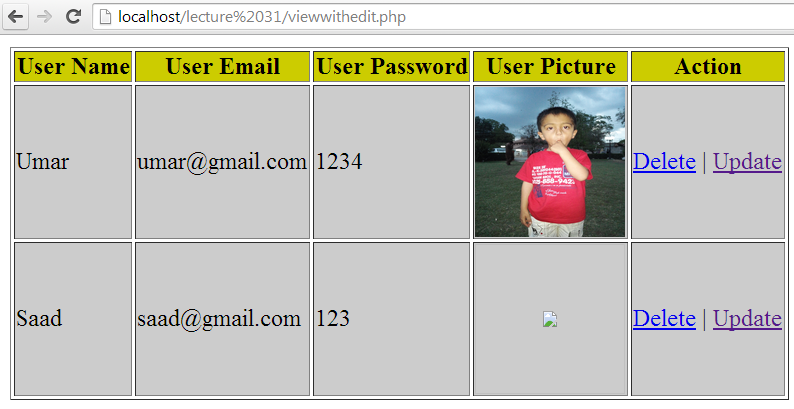 localhost/lecture%2031/viewwithedit.php
User Name User Email User Password User Picture Action
Umar umar@gmail.com 1234 Delete | Update
Saad saad@gmail.com 123 Delete | Update